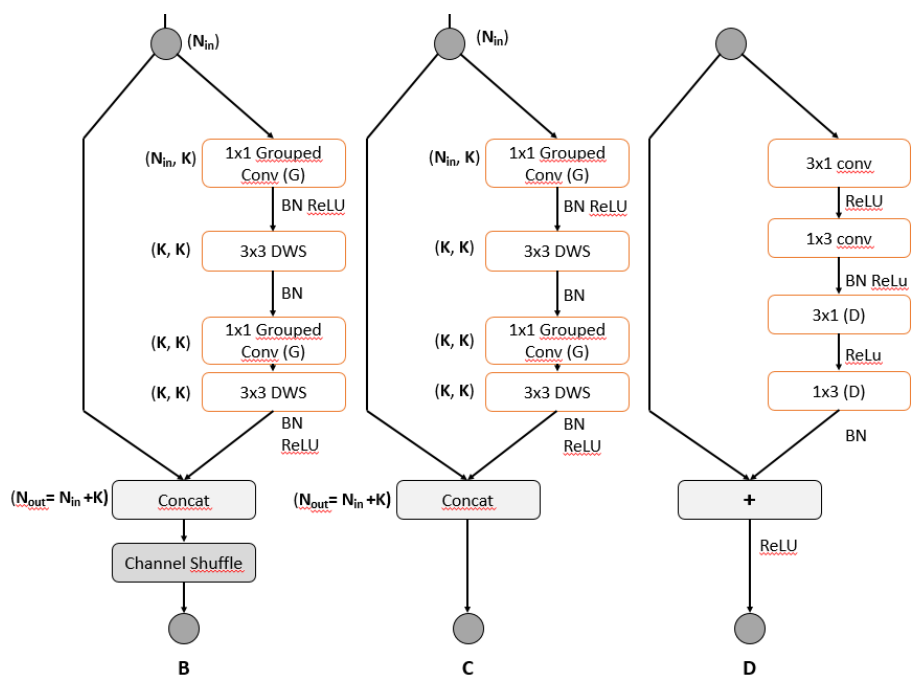 (Nin)
(Nin, K)
1x1 Grouped
Conv (G)
BN ReLU
(K, K)
3x3 DWS
BN
(K, K)
1x1 Grouped
Conv (G)
(K, K)
3x3 DWS
BN
ReLU
(Nout= Nin +K)
Concat
Channel Shuffle
B
(Nin)
(Nin, K)
1x1 Grouped
Conv (G)
BN ReLU
(K, K)
3x3 DWS
BN
(K, K)
1x1 Grouped
Conv (G)
(K, K)
3x3 DWS
BN
ReLU
(Nout= Nin +K)
Concat
C
3x1 conv
ReLU
1x3 conv
BN ReLu
3x1 (D)
ReLu
1x3 (D)
BN
+
ReLU
D